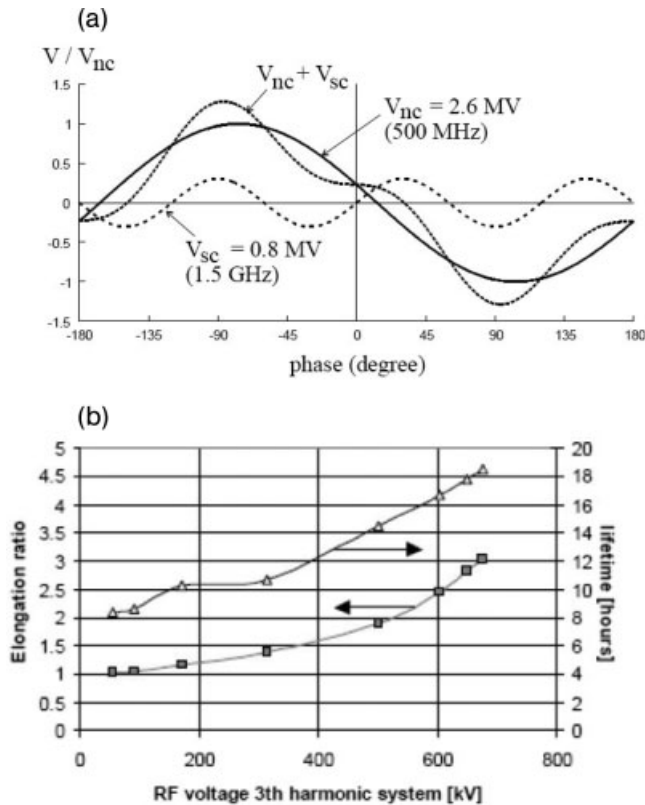 (a)
V / Vnc
Vnc + Vsc
Vnc = 2.6 MV
(500 MHz)
1.5
1
0.5
0
-0.5
-1
-1.5
Vsc = 0.8 MV
(1.5 GHz)
-180 -135 -90 -45 0 45 90 135 180
phase (degree)
(b)
5 20
4.5 18
4 16
3.5 14
3 12
2.5 10
2 8
1.5 6
1 4
0.5 2
0 0
Elongation ratio
lifetime [hours]
0 200 400 600 800
RF voltage 3th harmonic system [kV]